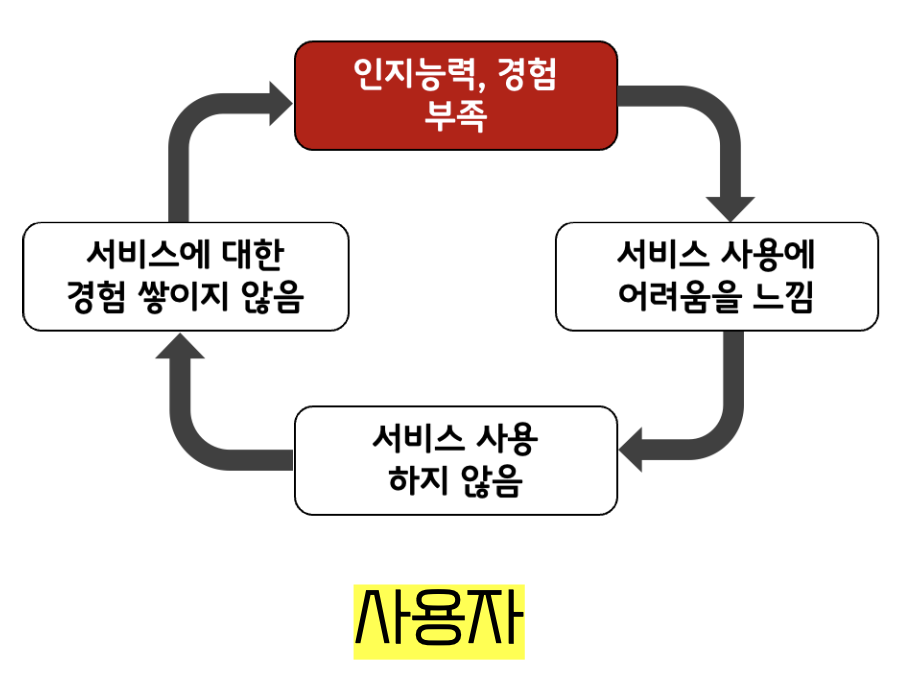 인지능력, 경험
부족
서비스 사용에
어려움을 느낌
서비스 사용
하지 않음
서비스에 대한
경험 쌓이지 않음
사용자